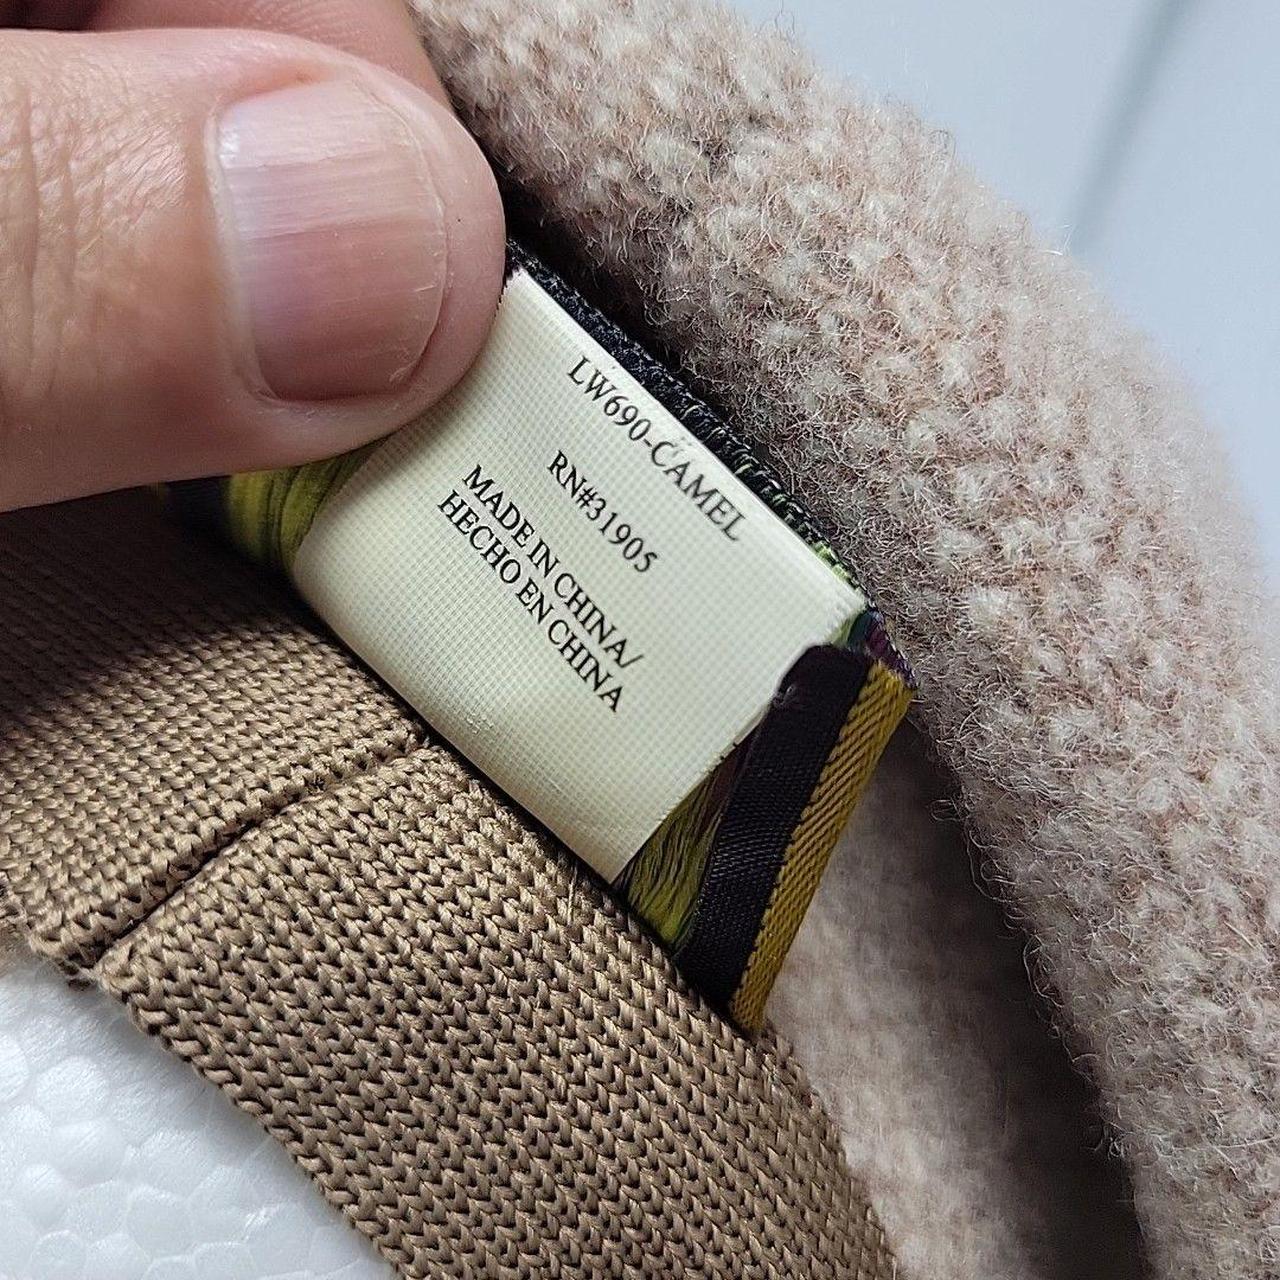 LW690-CAMEL
RN#31905
MADE IN CHINA/
HECHO EN CHINA